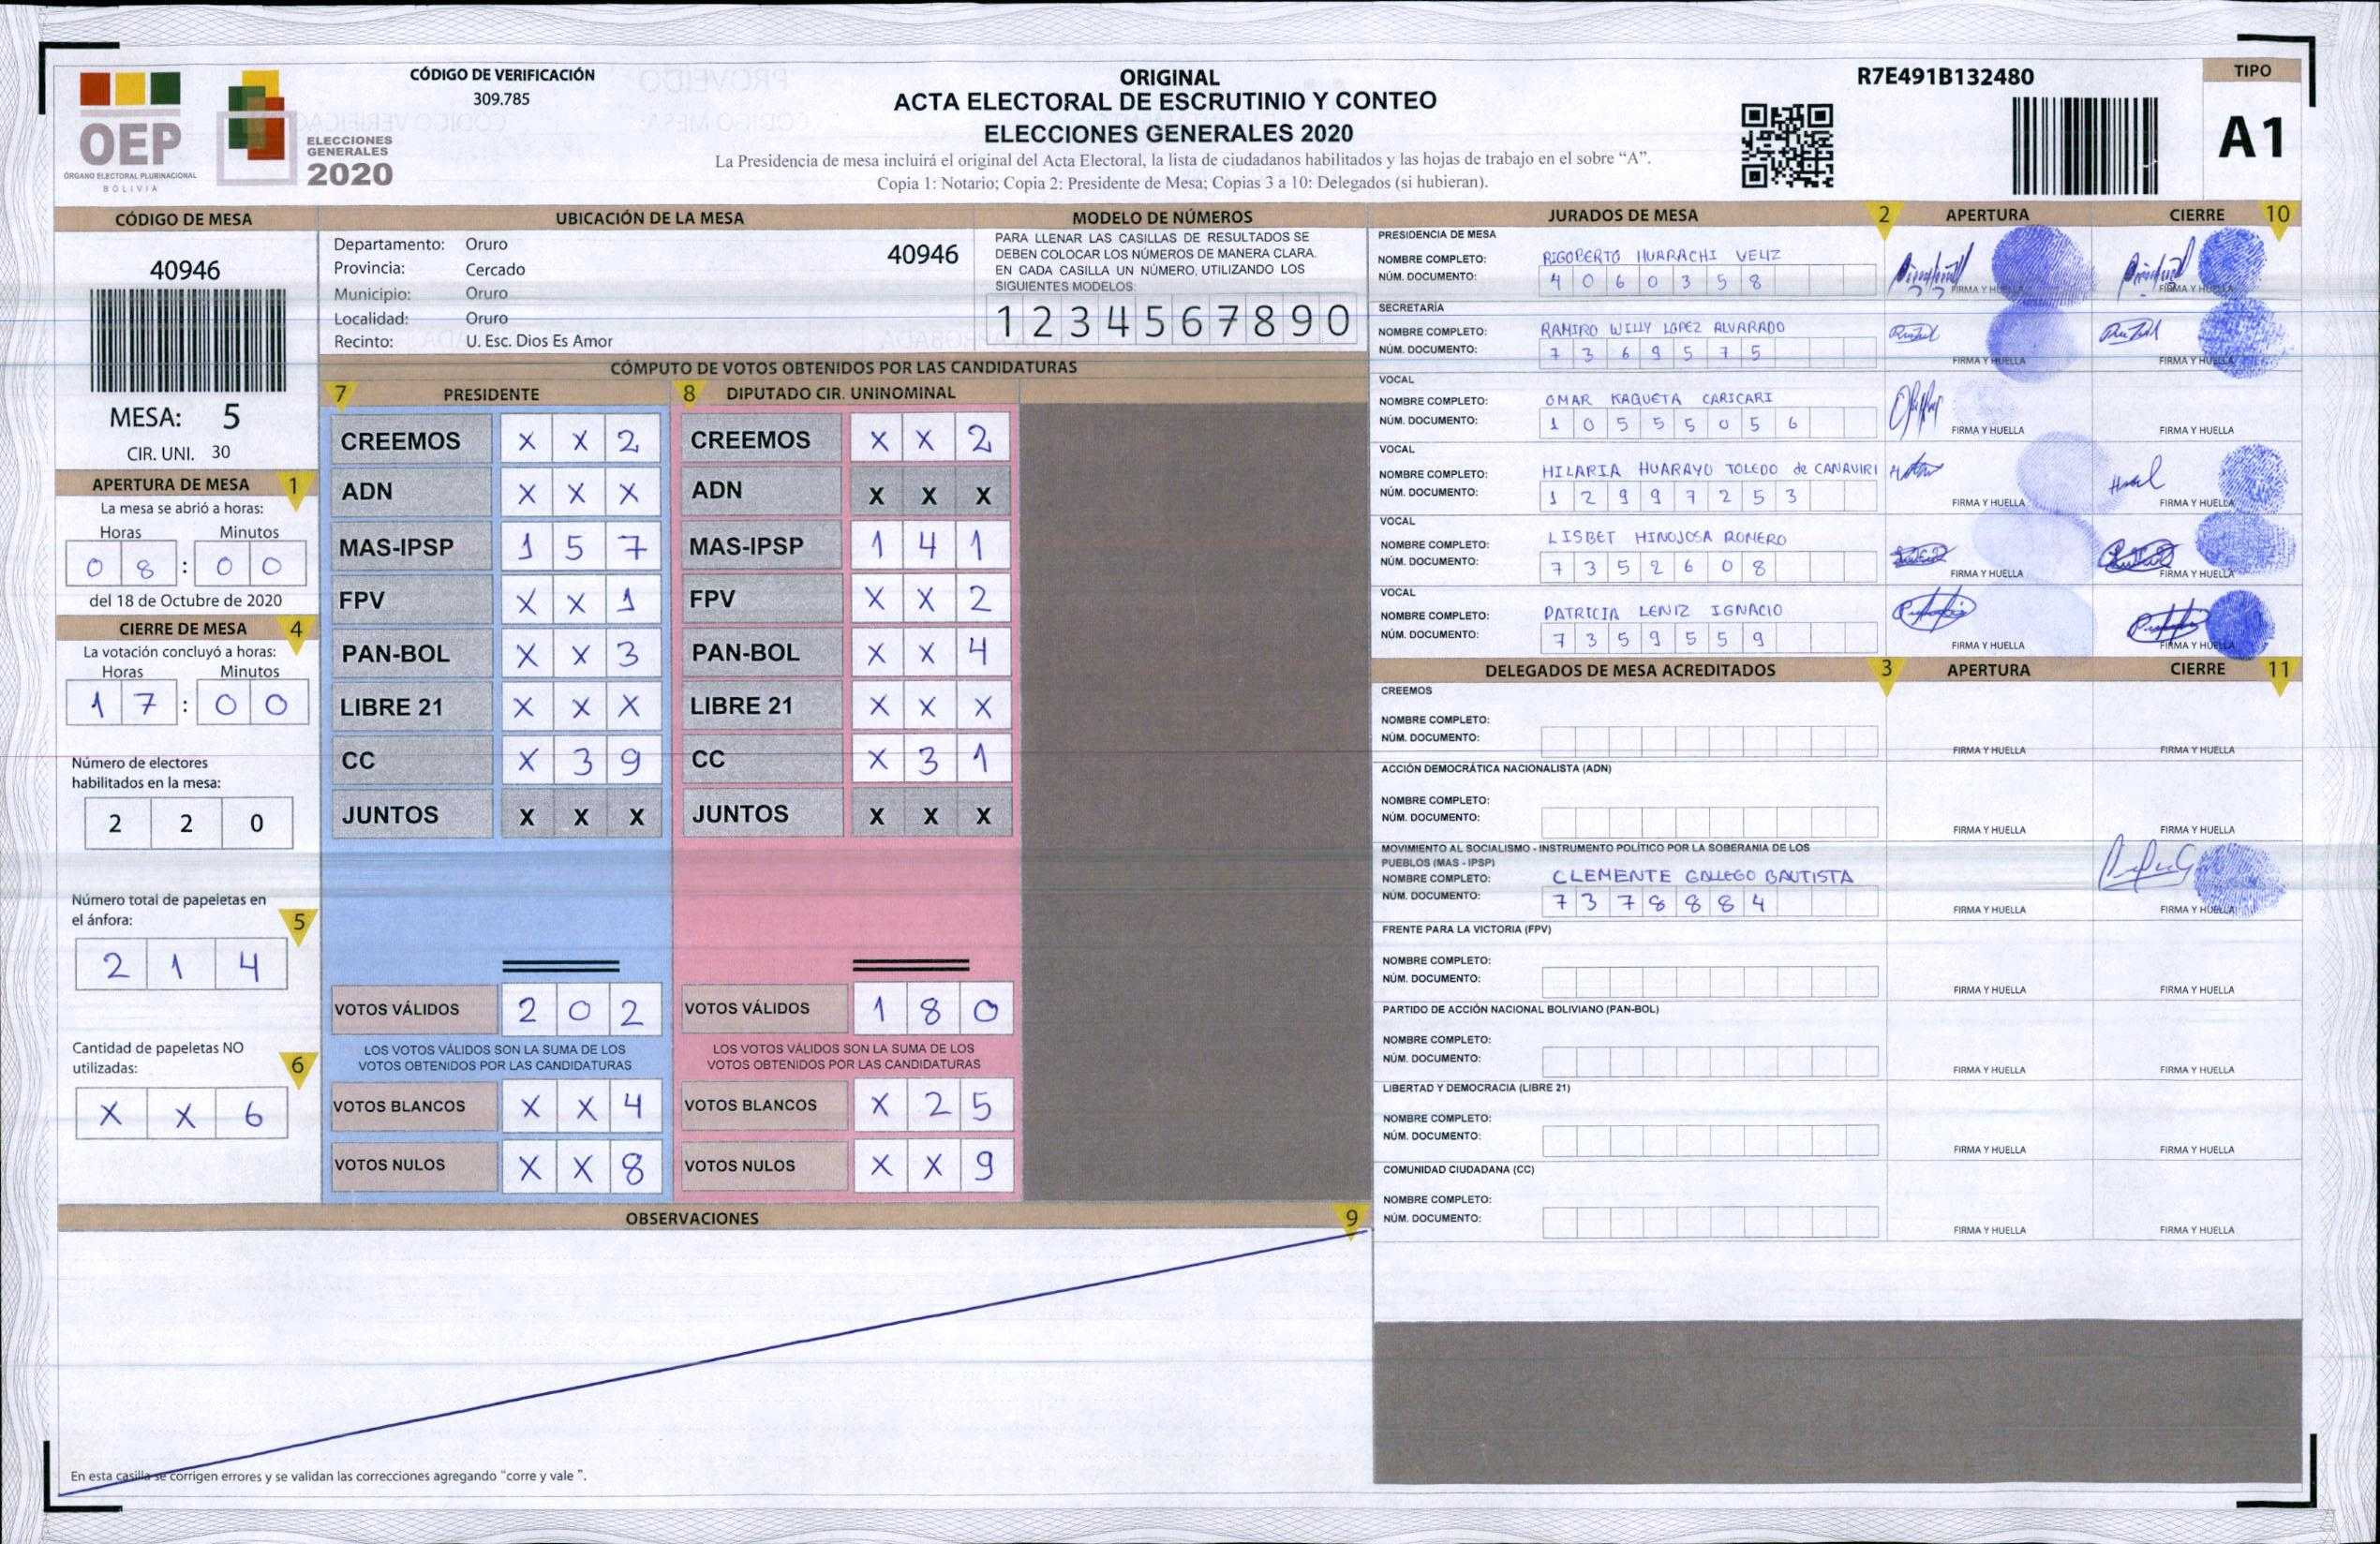 OEP
ÓRGANO ELECTORAL PLURINACIONAL
BOLIVIA
ELECCIONES
GENERALES
2020
CÓDIGO DE VERIFICACIÓN
309.785
ORIGINAL
ACTA ELECTORAL DE ESCRUTINIO Y CONTEO
ELECCIONES GENERALES 2020
La Presidencia de mesa incluirá el original del Acta Electoral, la lista de ciudadanos habilitados y las hojas de trabajo en el sobre “A”.
Copia 1: Notario; Copia 2: Presidente de Mesa; Copias 3 a 10: Delegados (si hubieran).
R7E491B132480
TIPO
A1
CÓDIGO DE MESA
40946
MESA: 5
CIR. UNI. 30
APERTURA DE MESA 1
La mesa se abrió a horas:
Horas Minutos
0 8 : 0 0
del 18 de Octubre de 2020
CIERRE DE MESA 4
La votación concluyó a horas:
Horas Minutos
1 7 : 0 0
Número de electores
habilitados en la mesa:
2 2 0
Número total de papeletas en
el ánfora: 5
2 1 4
Cantidad de papeletas NO
utilizadas: 6
X X 6
UBICACIÓN DE LA MESA
Departamento: Oruro 40946
Provincia: Cercado
Municipio: Oruro
Localidad: Oruro
Recinto: U. Esc. Dios Es Amor
MODELO DE NÚMEROS
PARA LLENAR LAS CASILLAS DE RESULTADOS SE
DEBEN COLOCAR LOS NÚMEROS DE MANERA CLARA.
EN CADA CASILLA UN NÚMERO, UTILIZANDO LOS
SIGUIENTES MODELOS:
1 2 3 4 5 6 7 8 9 0
CÓMPUTO DE VOTOS OBTENIDOS POR LAS CANDIDATURAS
7 PRESIDENTE 8 DIPUTADO CIR. UNINOMINAL
CREEMOS X X 2 CREEMOS X X 2
ADN X X X ADN X X X
MAS-IPSP 1 5 7 MAS-IPSP 1 4 1
FPV X X 1 FPV X X 2
PAN-BOL X X 3 PAN-BOL X X 4
LIBRE 21 X X X LIBRE 21 X X X
CC X 3 9 CC X 3 1
JUNTOS X X X JUNTOS X X X
VOTOS VÁLIDOS 2 0 2 VOTOS VÁLIDOS 1 8 0
LOS VOTOS VÁLIDOS SON LA SUMA DE LOS LOS VOTOS VÁLIDOS SON LA SUMA DE LOS
VOTOS OBTENIDOS POR LAS CANDIDATURAS VOTOS OBTENIDOS POR LAS CANDIDATURAS
VOTOS BLANCOS X X 4 VOTOS BLANCOS X 2 5
VOTOS NULOS X X 8 VOTOS NULOS X X 9
OBSERVACIONES 9
En esta casilla se corrigen errores y se validan las correcciones agregando "corre y vale ".
JURADOS DE MESA 2 APERTURA CIERRE 10
PRESIDENCIA DE MESA
NOMBRE COMPLETO: RIGOBERTO HUARACHI VELIZ
NÚM. DOCUMENTO: 4 0 6 0 3 5 8
FIRMA Y HUELLA FIRMA Y HUELLA
SECRETARÍA
NOMBRE COMPLETO: RAMIRO WILLY LOPEZ ALVARADO
NÚM. DOCUMENTO: 7 3 6 9 5 7 5
FIRMA Y HUELLA FIRMA Y HUELLA
VOCAL
NOMBRE COMPLETO: OMAR KAQUETA CARICARI
NÚM. DOCUMENTO: 1 0 5 5 5 0 5 6
FIRMA Y HUELLA FIRMA Y HUELLA
VOCAL
NOMBRE COMPLETO: HILARIA HUARAYO TOLEDO de CANAVIRI
NÚM. DOCUMENTO: 1 2 9 9 7 2 5 3
FIRMA Y HUELLA FIRMA Y HUELLA
VOCAL
NOMBRE COMPLETO: LISBET HINOJOSA ROMERO
NÚM. DOCUMENTO: 7 3 5 2 6 0 8
FIRMA Y HUELLA FIRMA Y HUELLA
VOCAL
NOMBRE COMPLETO: PATRICIA LENIZ IGNACIO
NÚM. DOCUMENTO: 7 3 5 9 5 5 9
FIRMA Y HUELLA FIRMA Y HUELLA
DELEGADOS DE MESA ACREDITADOS 3 APERTURA CIERRE 11
CREEMOS
NOMBRE COMPLETO:
NÚM. DOCUMENTO:
FIRMA Y HUELLA FIRMA Y HUELLA
ACCIÓN DEMOCRÁTICA NACIONALISTA (ADN)
NOMBRE COMPLETO:
NÚM. DOCUMENTO:
FIRMA Y HUELLA FIRMA Y HUELLA
MOVIMIENTO AL SOCIALISMO - INSTRUMENTO POLÍTICO POR LA SOBERANIA DE LOS
PUEBLOS (MAS - IPSP)
NOMBRE COMPLETO: CLEMENTE GALLEGO BAUTISTA
NÚM. DOCUMENTO: 7 3 7 8 8 8 4
FIRMA Y HUELLA FIRMA Y HUELLA
FRENTE PARA LA VICTORIA (FPV)
NOMBRE COMPLETO:
NÚM. DOCUMENTO:
FIRMA Y HUELLA FIRMA Y HUELLA
PARTIDO DE ACCIÓN NACIONAL BOLIVIANO (PAN-BOL)
NOMBRE COMPLETO:
NÚM. DOCUMENTO:
FIRMA Y HUELLA FIRMA Y HUELLA
LIBERTAD Y DEMOCRACIA (LIBRE 21)
NOMBRE COMPLETO:
NÚM. DOCUMENTO:
FIRMA Y HUELLA FIRMA Y HUELLA
COMUNIDAD CIUDADANA (CC)
NOMBRE COMPLETO:
NÚM. DOCUMENTO:
FIRMA Y HUELLA FIRMA Y HUELLA